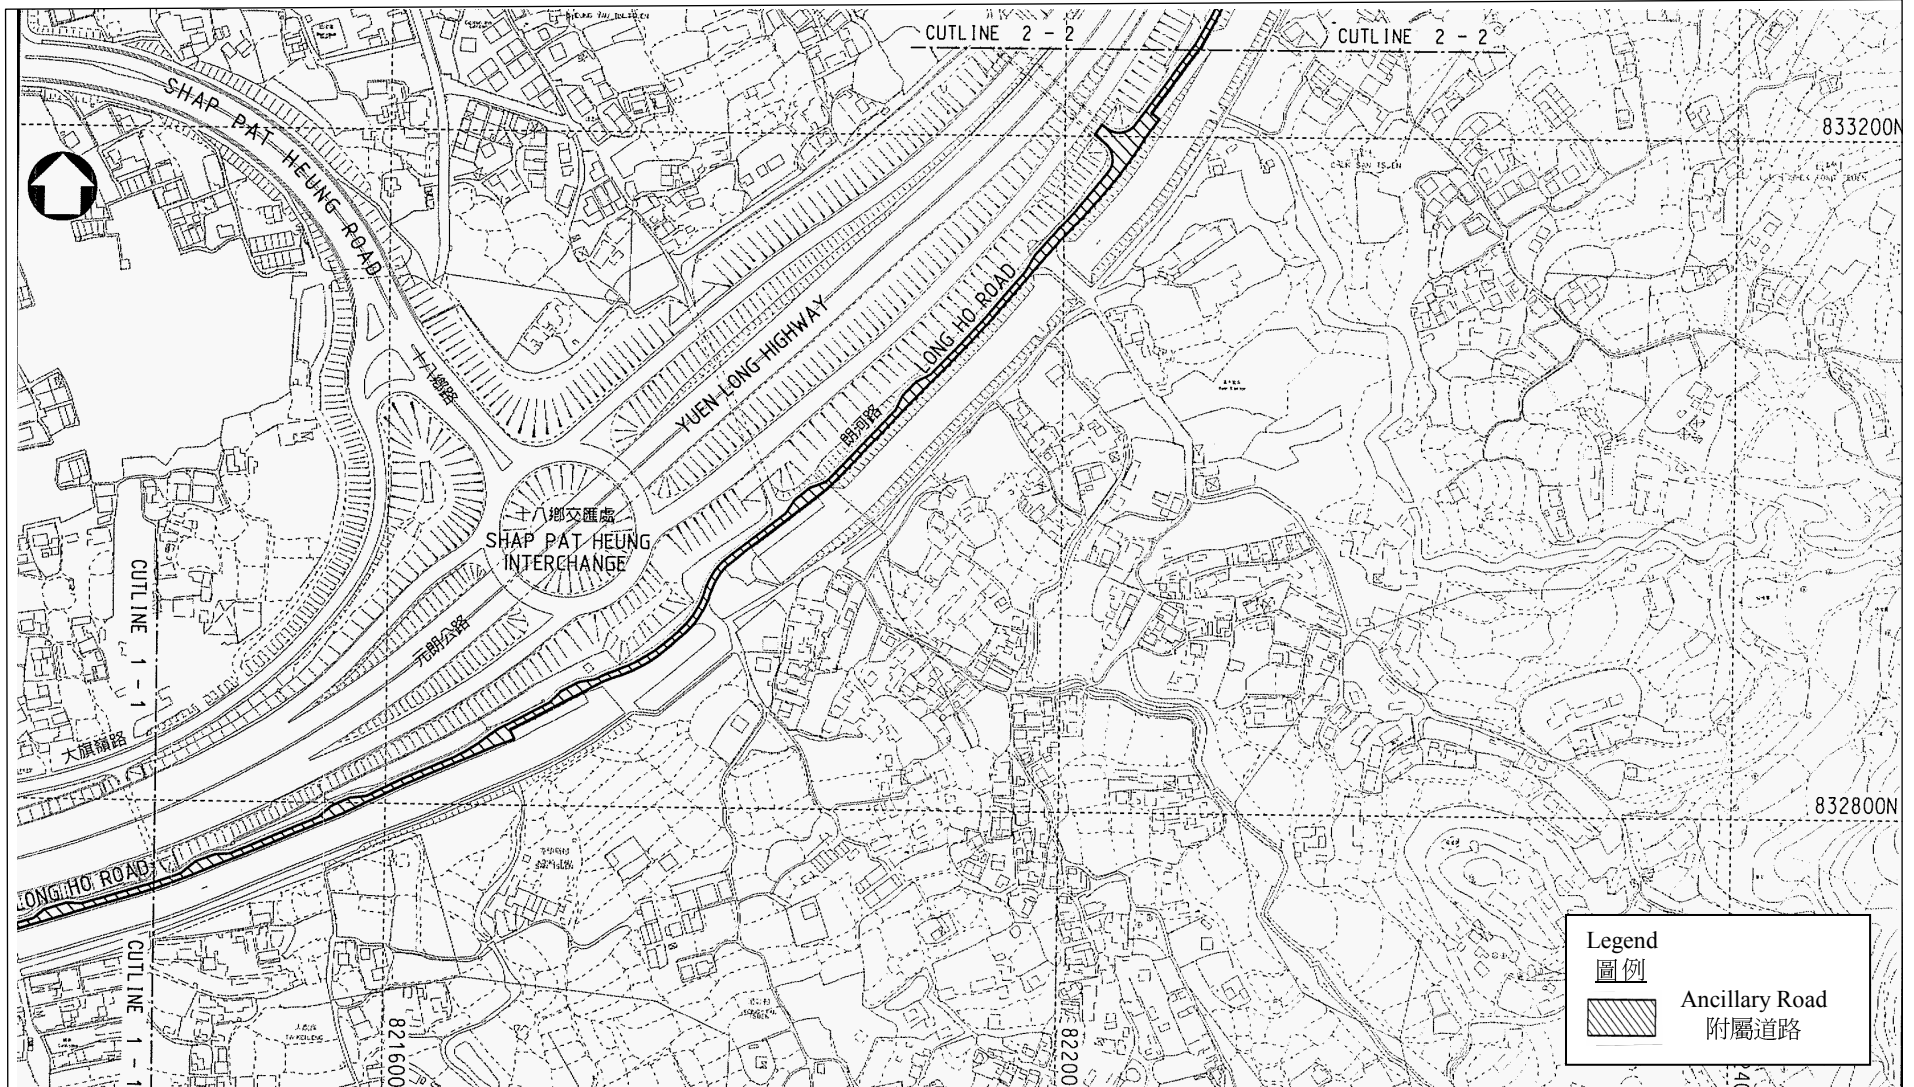 CUTLINE 2 - 2
CUTLINE 2 - 2
SHAP PAT HEUNG ROAD
833200N
十八鄉路
YUEN LONG HIGHWAY
LONG HO ROAD
朗河路
十八鄉交匯處
SHAP PAT HEUNG
INTERCHANGE
CUTLINE 1 - 1
元朗公路
大旗嶺路
832800N
LONG HO ROAD
CUTLINE 1 - 1
821600
82200
Legend
圖例
Ancillary Road
附屬道路